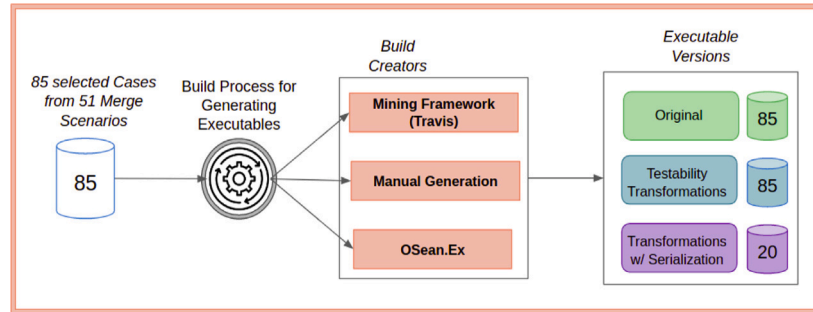 85 selected Cases
from 51 Merge
Scenarios
85
Build Process for
Generating
Executables
Build
Creators
Mining Framework
(Travis)
Manual Generation
OSean.Ex
Executable
Versions
Original
85
Testability
Transformations
85
Transformations
w/ Serialization
20